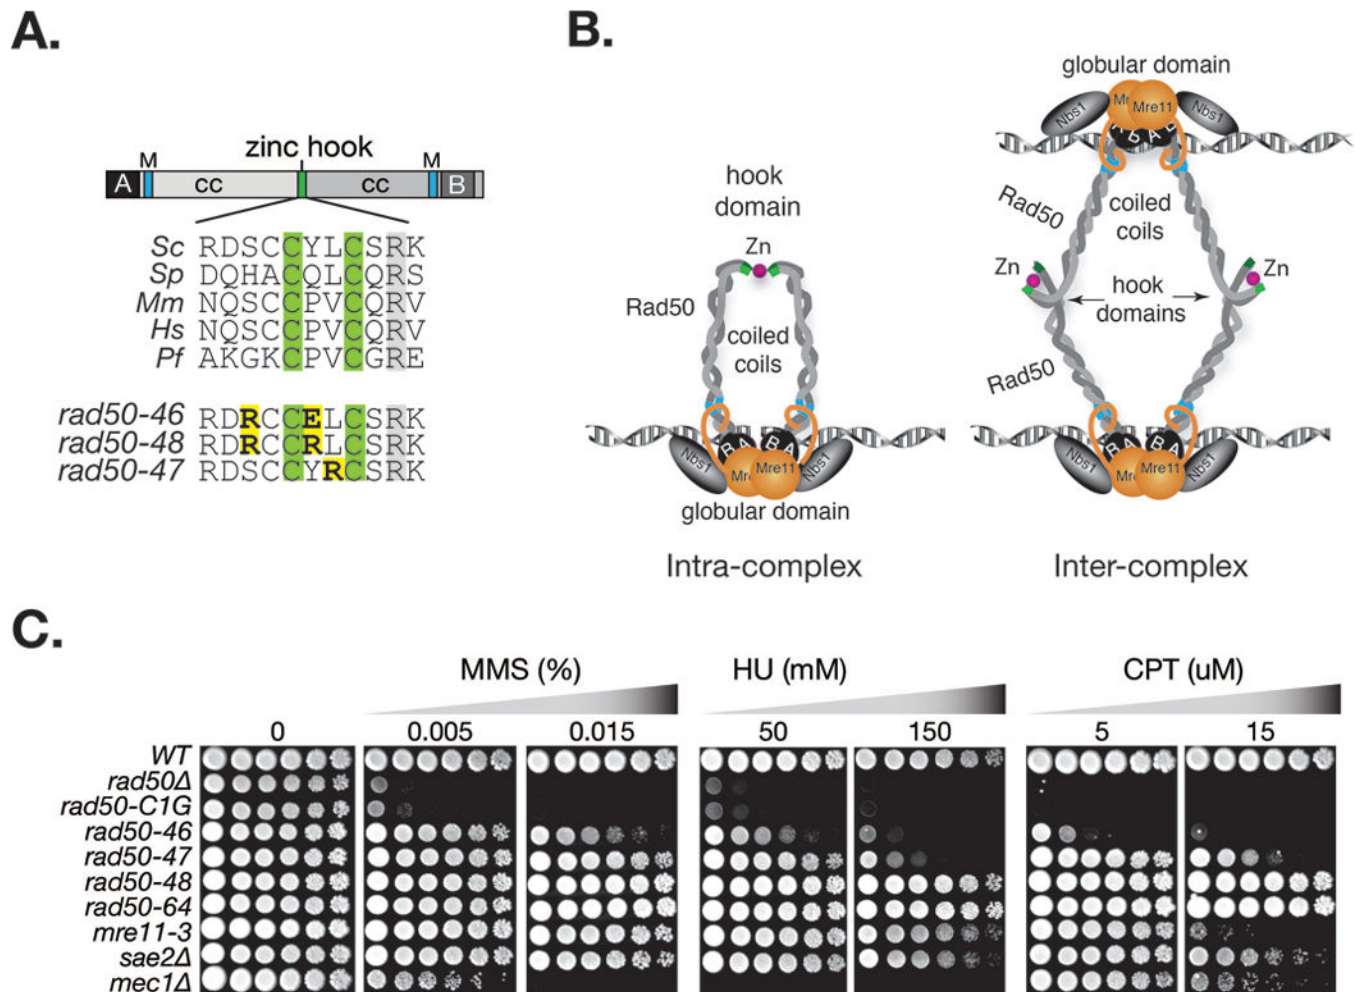 A.
zinc hook
M M
A cc cc B
Sc RDSCCYLCSRK
Sp DQHACQLCQRS
Mm NQSCCPVCQRV
Hs NQSCCPVCQRV
Pf AKGKCPVCGRE
rad50-46 RDRCCELCSRK
rad50-48 RDRCCRLCSRK
rad50-47 RDSCCYRCSRK
B.
hook
domain
Zn
Rad50
coiled
coils
B A B A
Nbs1 Mre Mre11 Nbs1
globular domain
Intra-complex
globular domain
Nbs1 Mr Mre11 Nbs1
A B A B
Rad50
coiled
coils
Zn Zn
hook
domains
Rad50
B A B A
Nbs1 Mre Mre11 Nbs1
Inter-complex
C.
MMS (%) HU (mM) CPT (uM)
0 0.005 0.015 50 150 5 15
WT
rad50Δ
rad50-C1G
rad50-46
rad50-47
rad50-48
rad50-64
mre11-3
sae2Δ
mec1Δ